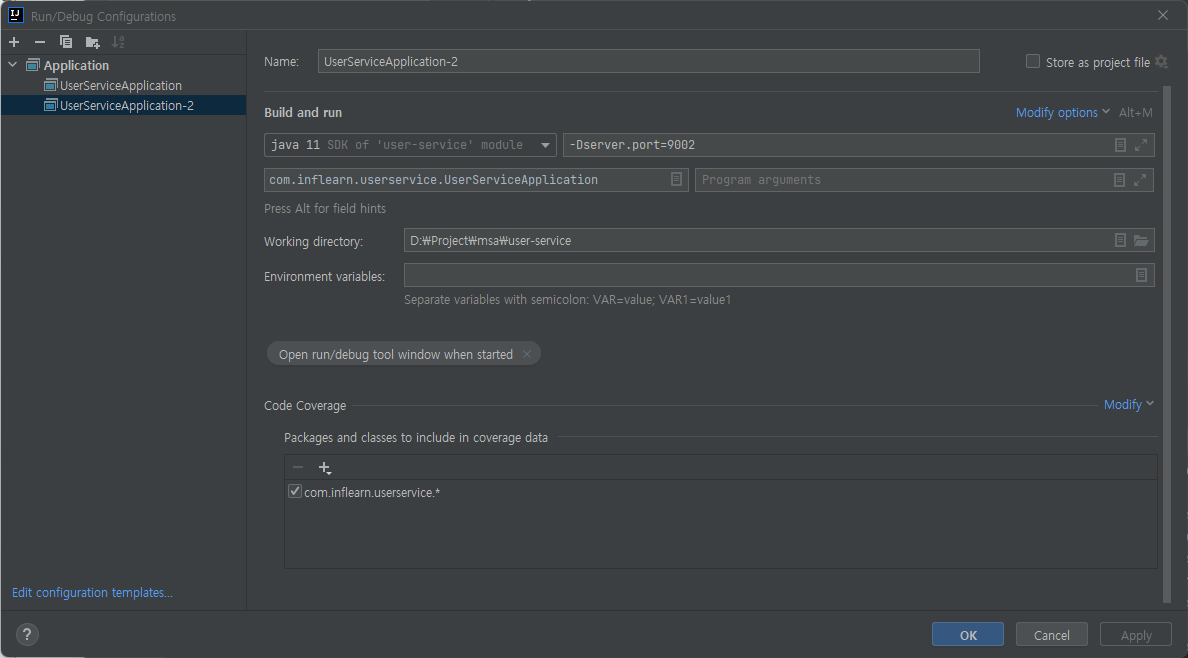 Run/Debug Configurations
Application
UserServiceApplication
UserServiceApplication-2
Edit configuration templates...
Name: UserServiceApplication-2 Store as project file
Build and run Modify options Alt+M
java 11 SDK of 'user-service' module -Dserver.port=9002
com.inflearn.userservice.UserServiceApplication Program arguments
Press Alt for field hints
Working directory: D:₩Project₩msa₩user-service
Environment variables:
Separate variables with semicolon: VAR=value; VAR1=value1
Open run/debug tool window when started
Code Coverage Modify
Packages and classes to include in coverage data
com.inflearn.userservice.*
? OK Cancel Apply